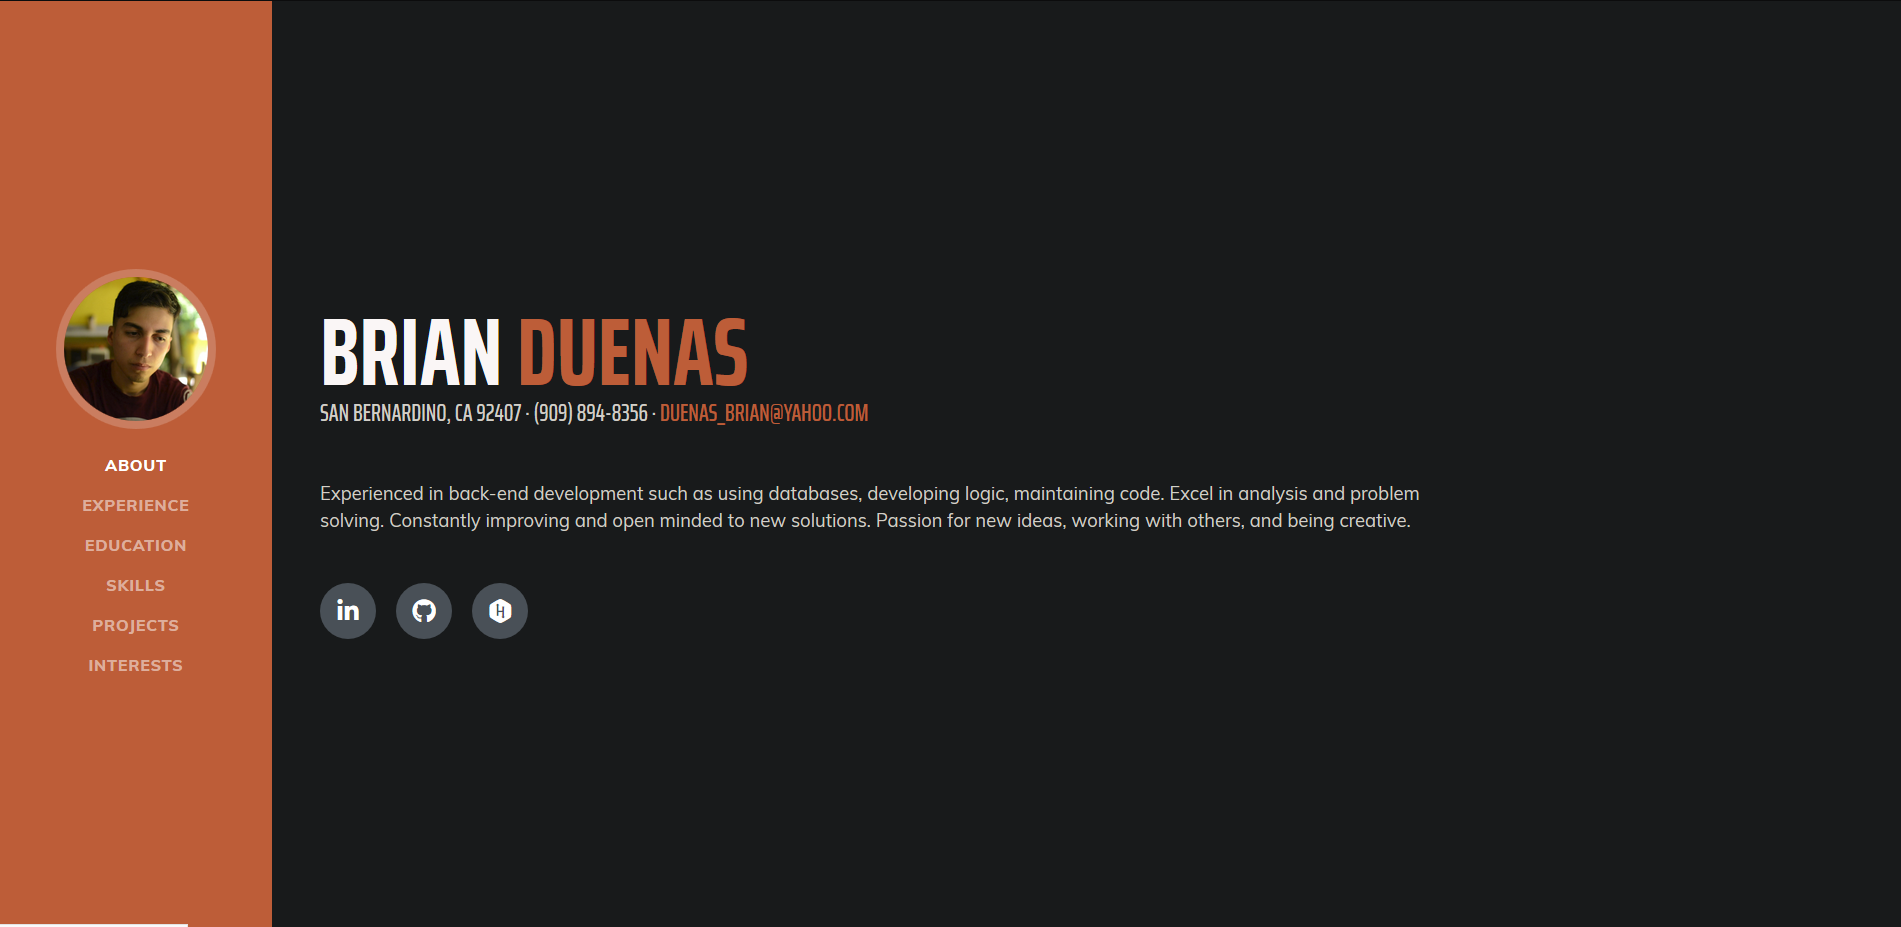 ABOUT
EXPERIENCE
EDUCATION
SKILLS
PROJECTS
INTERESTS
BRIAN DUENAS
SAN BERNARDINO, CA 92407 · (909) 894-8356 · DUENAS_BRIAN@YAHOO.COM
Experienced in back-end development such as using databases, developing logic, maintaining code. Excel in analysis and problem
solving. Constantly improving and open minded to new solutions. Passion for new ideas, working with others, and being creative.
in
H